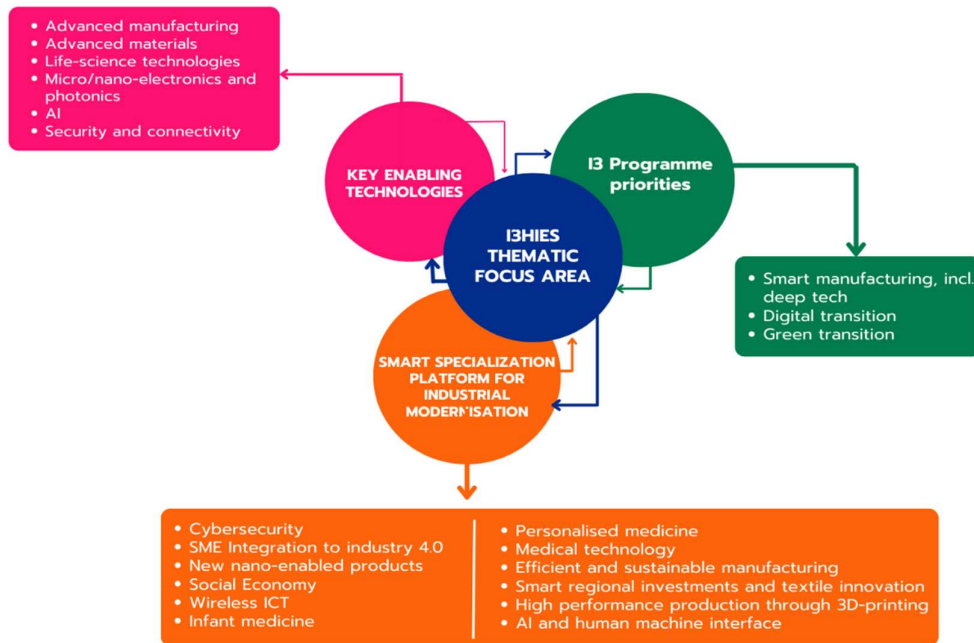 • Advanced manufacturing
• Advanced materials
• Life-science technologies
• Micro/nano-electronics and
photonics
• AI
• Security and connectivity
KEY ENABLING
TECHNOLOGIES
I3 Programme
priorities
I3HIES
THEMATIC
FOCUS AREA
• Smart manufacturing, incl.
deep tech
• Digital transition
• Green transition
SMART SPECIALIZATION
PLATFORM FOR
INDUSTRIAL
MODERNISATION
• Cybersecurity
• SME Integration to industry 4.0
• New nano-enabled products
• Social Economy
• Wireless ICT
• Infant medicine
• Personalised medicine
• Medical technology
• Efficient and sustainable manufacturing
• Smart regional investments and textile innovation
• High performance production through 3D-printing
• AI and human machine interface